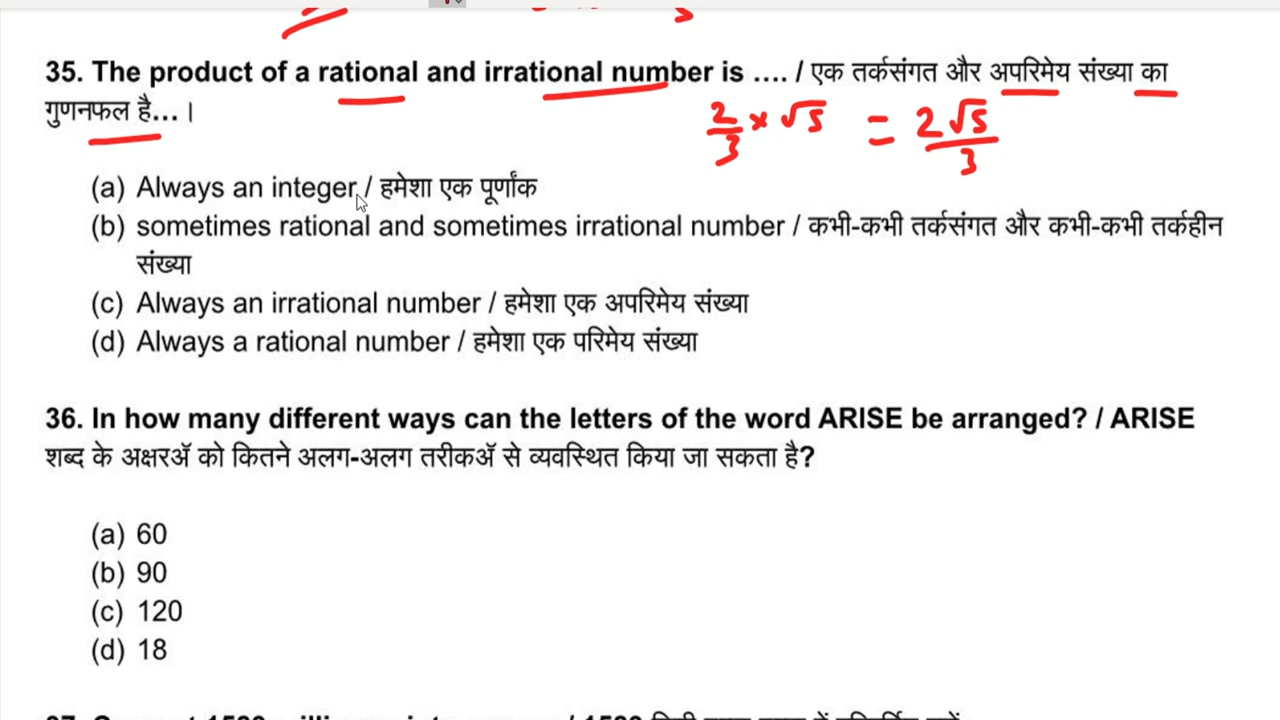 35. The product of a rational and irrational number is .... / एक तर्कसंगत और अपरिमेय संख्या का
गुणनफल है...।
2/3 × √5 = 2√5/3
(a) Always an integer / हमेशा एक पूर्णांक
(b) sometimes rational and sometimes irrational number / कभी-कभी तर्कसंगत और कभी-कभी तर्कहीन
संख्या
(c) Always an irrational number / हमेशा एक अपरिमेय संख्या
(d) Always a rational number / हमेशा एक परिमेय संख्या
36. In how many different ways can the letters of the word ARISE be arranged? / ARISE
शब्द के अक्षरॲ को कितने अलग-अलग तरीकॲ से व्यवस्थित किया जा सकता है?
(a) 60
(b) 90
(c) 120
(d) 18